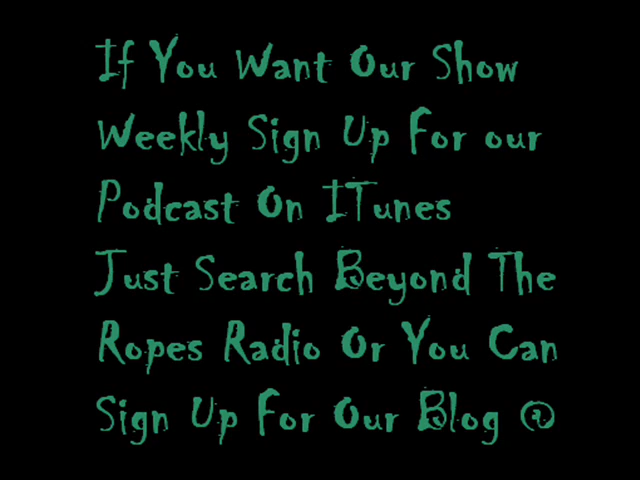 If You Want Our Show
Weekly Sign Up For our
Podcast On ITunes
Just Search Beyond The
Ropes Radio Or You Can
Sign Up For Our Blog @